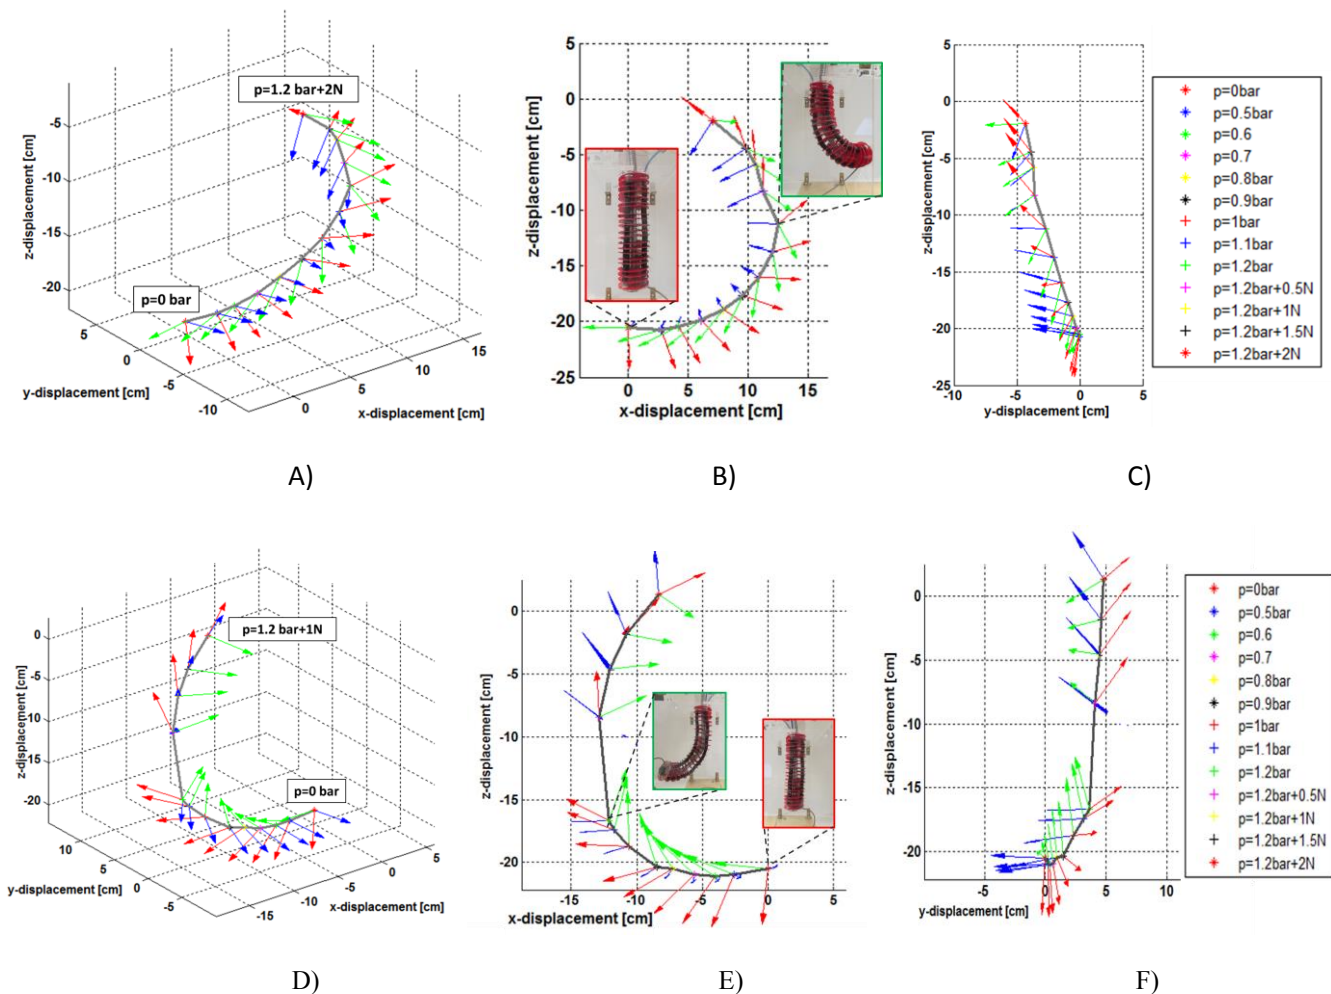 p=1.2 bar+2N
p=0 bar
z-displacement [cm]
-5
-10
-15
-20
5
0
-5
-10
y-displacement [cm]
0
5
10
15
x-displacement [cm]
A)
5
0
-5
-10
-15
-20
-25
z-displacement [cm]
-5
0
5
10
15
x-displacement [cm]
B)
5
0
-5
-10
-15
-20
-25
z-displacement [cm]
-10
-5
0
5
y-displacement [cm]
C)
p=0bar
p=0.5bar
p=0.6
p=0.7
p=0.8bar
p=0.9bar
p=1bar
p=1.1bar
p=1.2bar
p=1.2bar+0.5N
p=1.2bar+1N
p=1.2bar+1.5N
p=1.2bar+2N
p=1.2 bar+1N
p=0 bar
z-displacement [cm]
0
-5
-10
-15
-20
10
5
0
-5
y-displacement [cm]
-15
-10
-5
0
5
x-displacement [cm]
D)
0
-5
-10
-15
-20
z-displacement [cm]
-15
-10
-5
0
5
x-displacement [cm]
E)
0
-5
-10
-15
-20
z-displacement [cm]
-5
0
5
10
y-displacement [cm]
F)
p=0bar
p=0.5bar
p=0.6
p=0.7
p=0.8bar
p=0.9bar
p=1bar
p=1.1bar
p=1.2bar
p=1.2bar+0.5N
p=1.2bar+1N
p=1.2bar+1.5N
p=1.2bar+2N